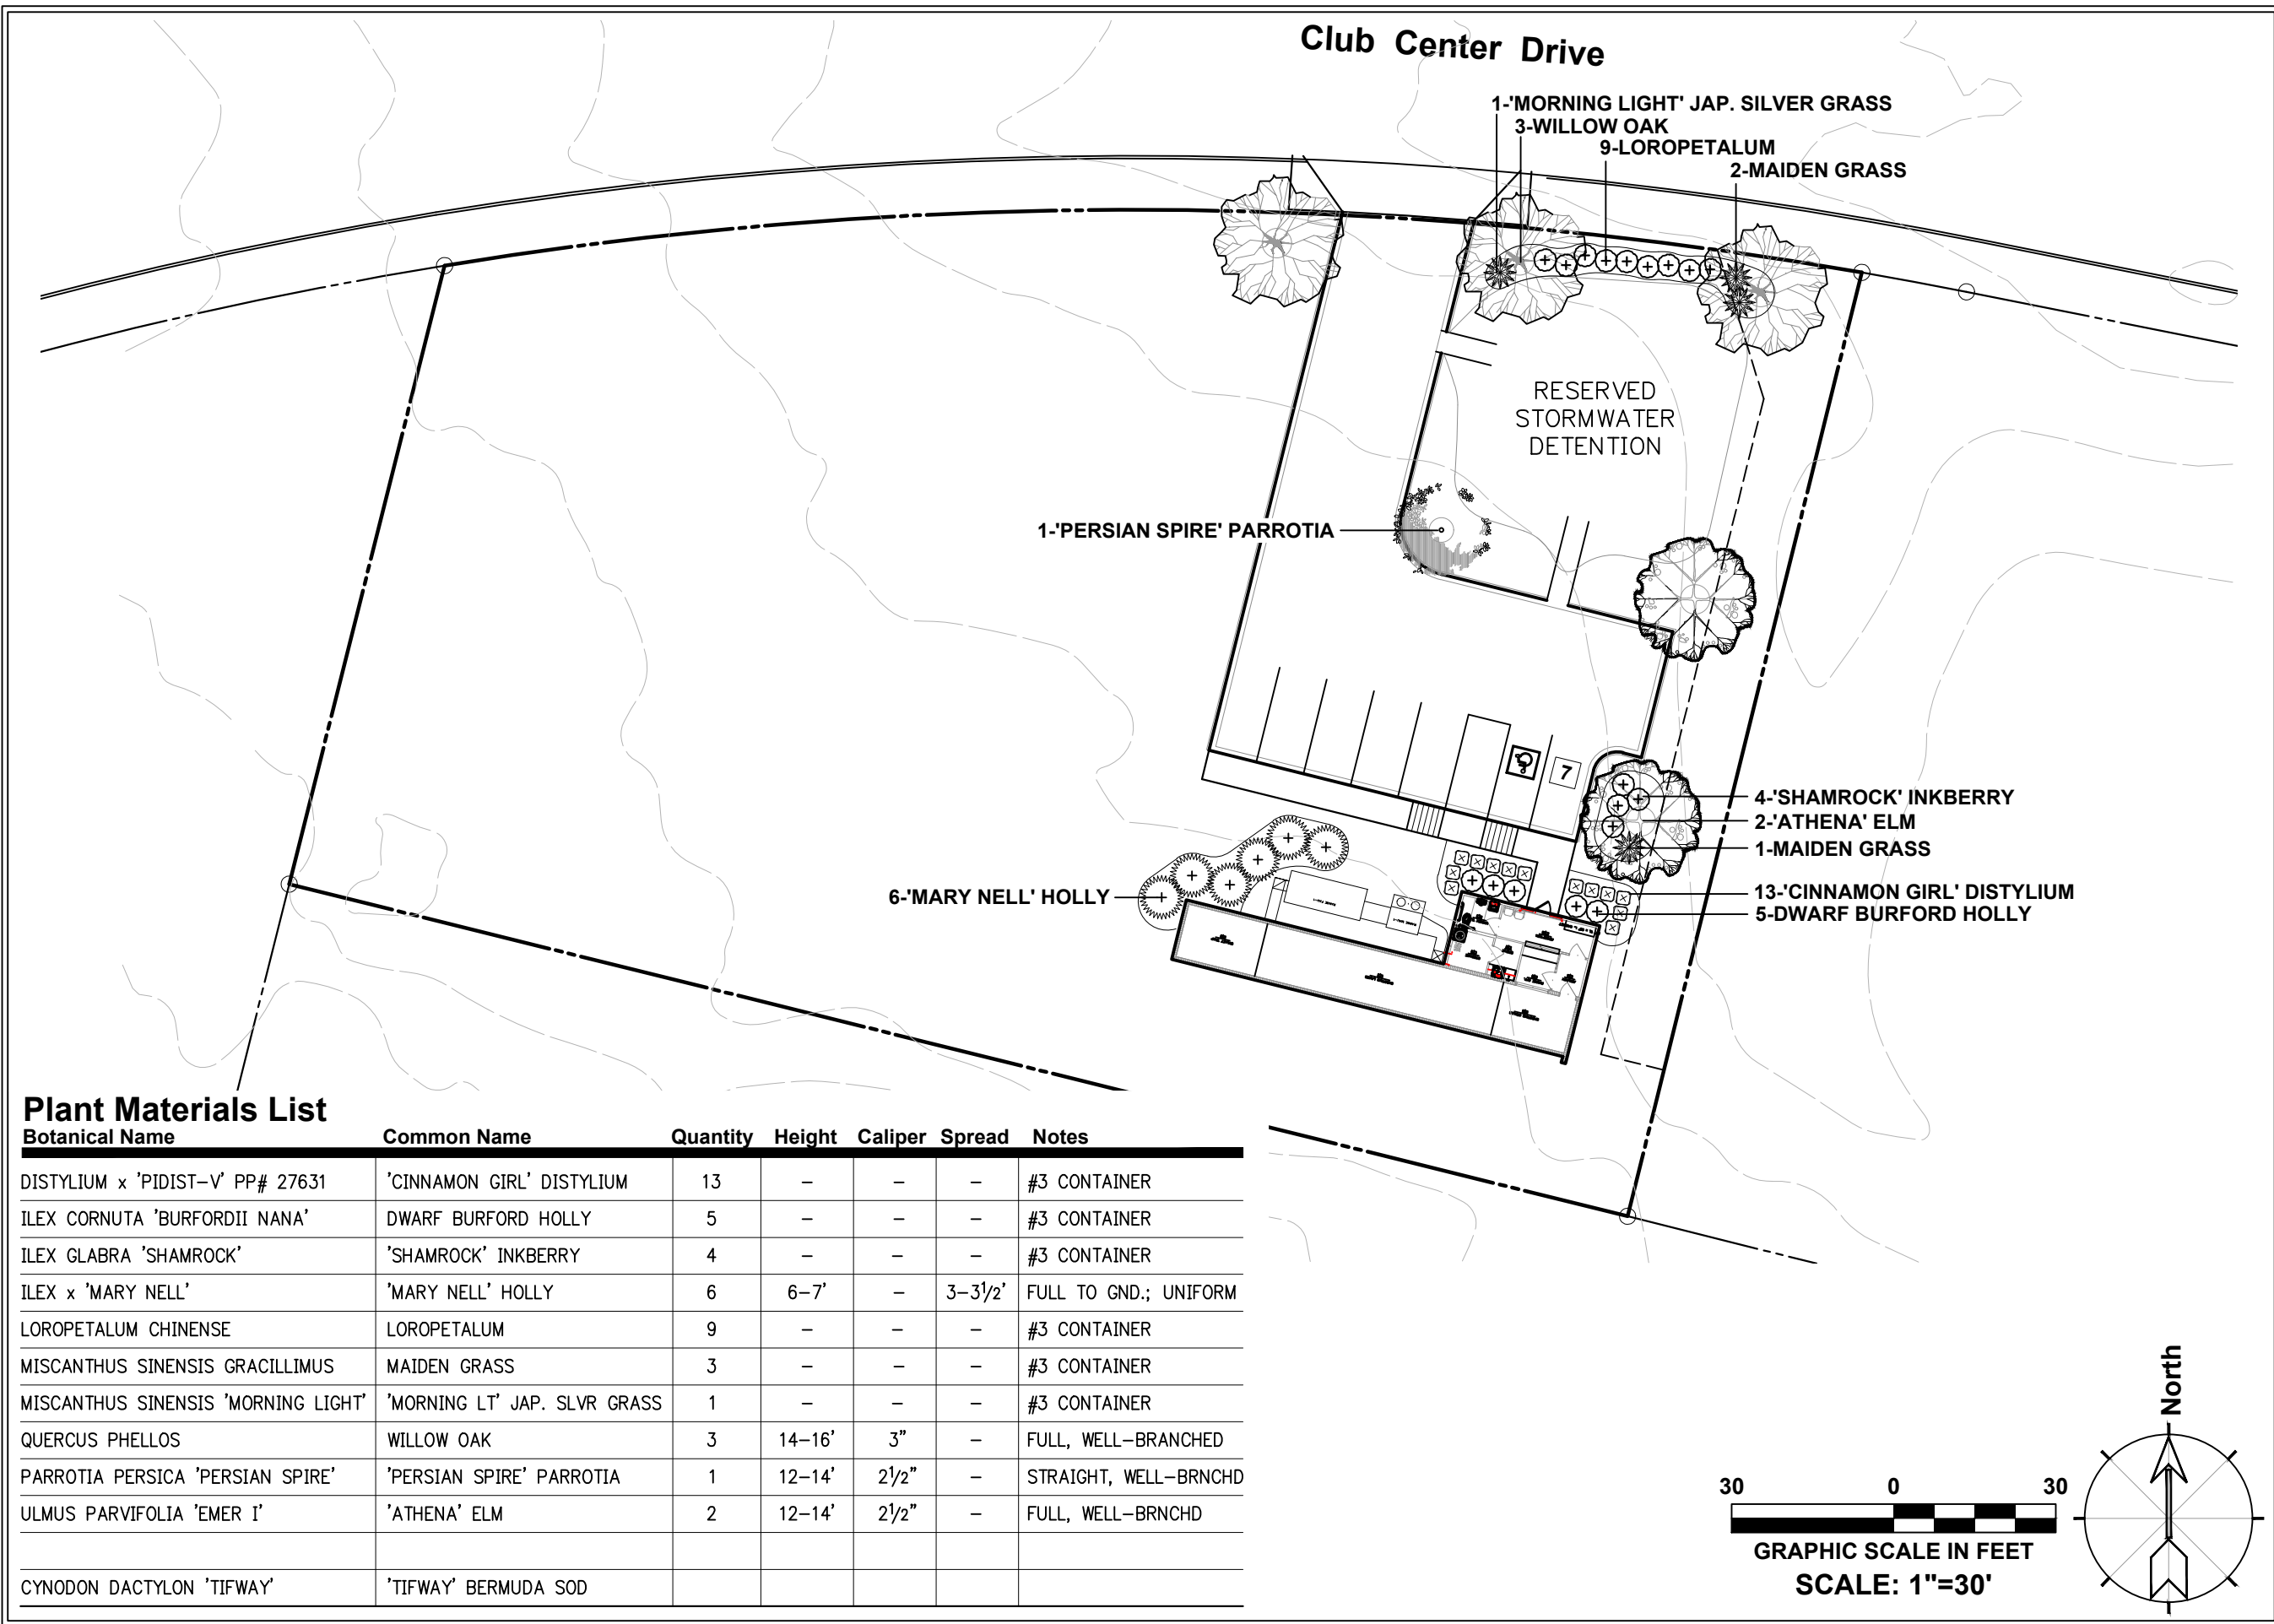 Club Center Drive
1-'MORNING LIGHT' JAP. SILVER GRASS
3-WILLOW OAK
9-LOROPETALUM
2-MAIDEN GRASS
RESERVED
STORMWATER
DETENTION
1-'PERSIAN SPIRE' PARROTIA
7
4-'SHAMROCK' INKBERRY
2-'ATHENA' ELM
1-MAIDEN GRASS
13-'CINNAMON GIRL' DISTYLIUM
5-DWARF BURFORD HOLLY
6-'MARY NELL' HOLLY
Plant Materials List
Botanical Name Common Name Quantity Height Caliper Spread Notes
DISTYLIUM x 'PIDIST-V' PP# 27631 'CINNAMON GIRL' DISTYLIUM 13 - - - #3 CONTAINER
ILEX CORNUTA 'BURFORDII NANA' DWARF BURFORD HOLLY 5 - - - #3 CONTAINER
ILEX GLABRA 'SHAMROCK' 'SHAMROCK' INKBERRY 4 - - - #3 CONTAINER
ILEX x 'MARY NELL' 'MARY NELL' HOLLY 6 6-7' - 3-3½' FULL TO GND.; UNIFORM
LOROPETALUM CHINENSE LOROPETALUM 9 - - - #3 CONTAINER
MISCANTHUS SINENSIS GRACILLIMUS MAIDEN GRASS 3 - - - #3 CONTAINER
MISCANTHUS SINENSIS 'MORNING LIGHT' 'MORNING LT' JAP. SLVR GRASS 1 - - - #3 CONTAINER
QUERCUS PHELLOS WILLOW OAK 3 14-16' 3" - FULL, WELL-BRANCHED
PARROTIA PERSICA 'PERSIAN SPIRE' 'PERSIAN SPIRE' PARROTIA 1 12-14' 2½" - STRAIGHT, WELL-BRNCHD
ULMUS PARVIFOLIA 'EMER I' 'ATHENA' ELM 2 12-14' 2½" - FULL, WELL-BRNCHD
CYNODON DACTYLON 'TIFWAY' 'TIFWAY' BERMUDA SOD
30 0 30
GRAPHIC SCALE IN FEET
SCALE: 1"=30'
North